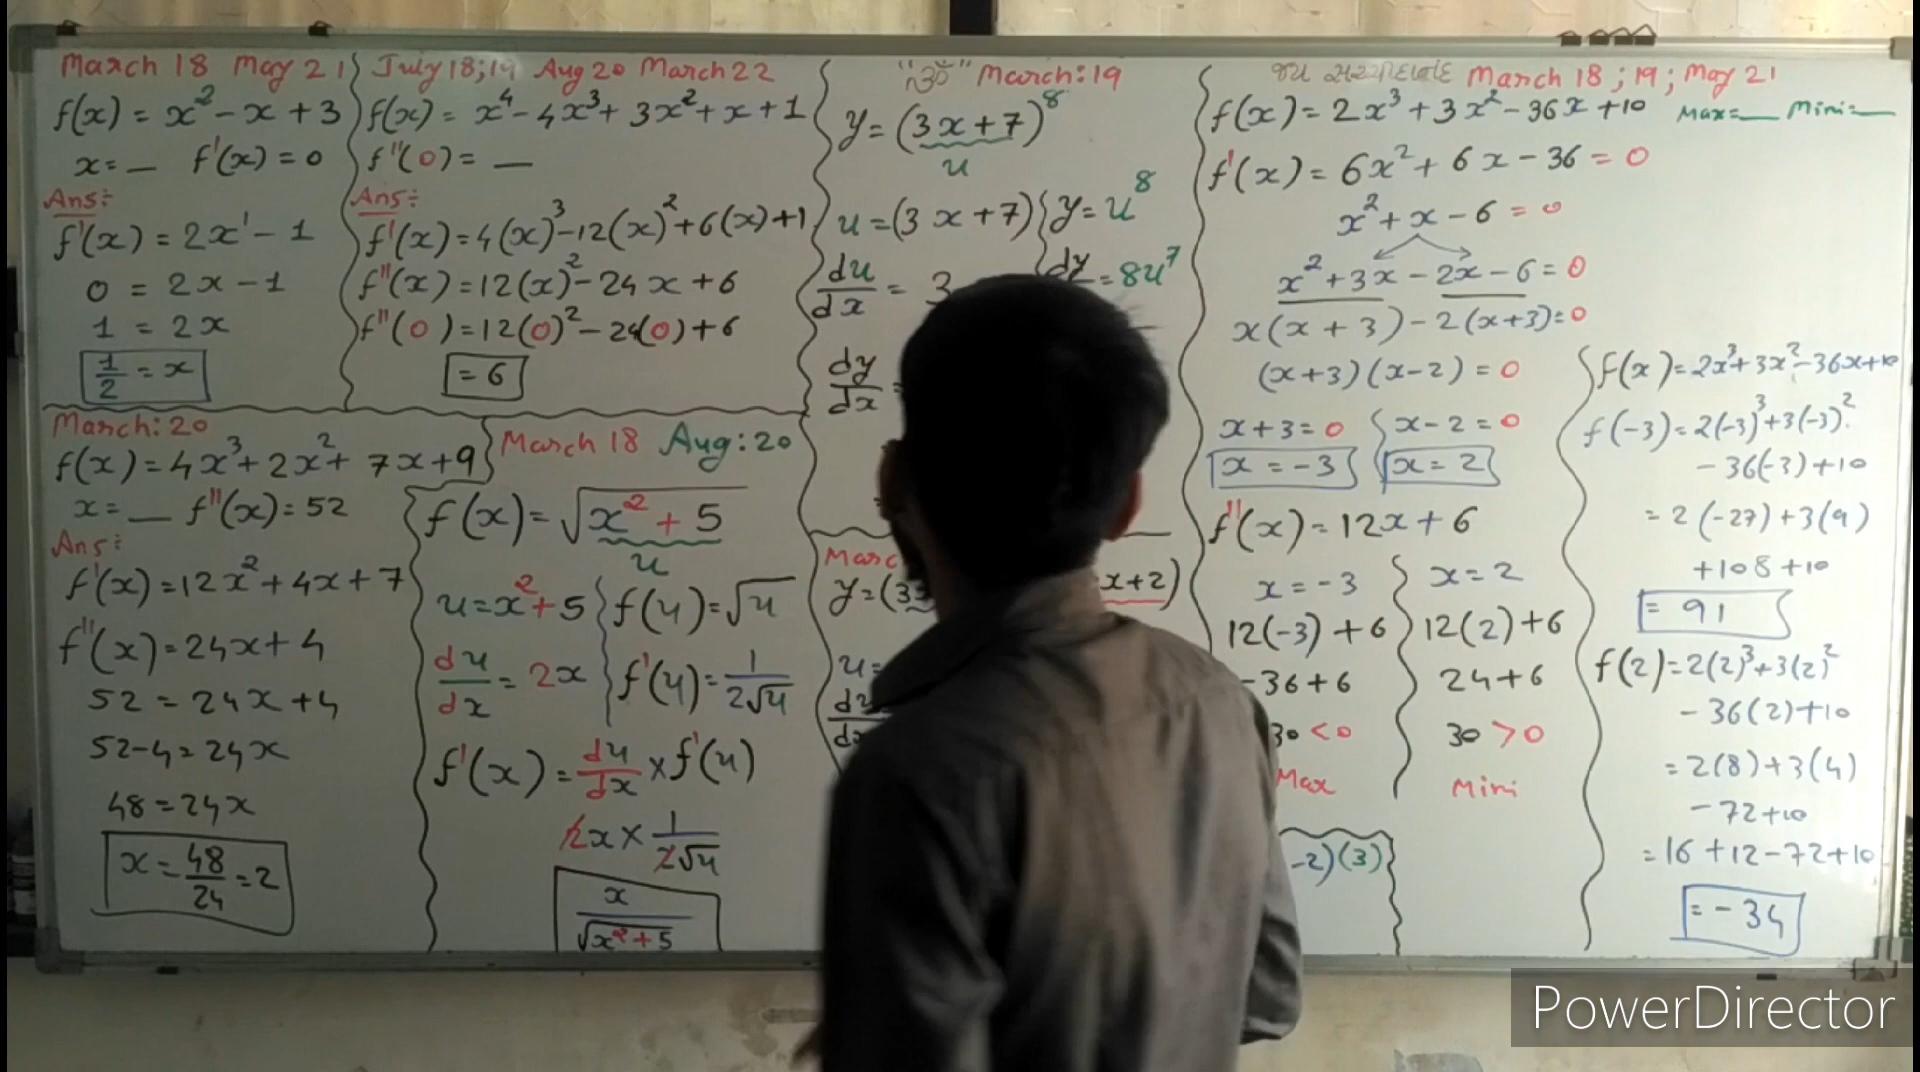 March 18 May 21
f(x) = x² - x + 3
x = _ f'(x) = 0
Ans:
f'(x) = 2x' - 1
0 = 2x - 1
1 = 2x
1/2 = x
July 18;19 Aug 20 March 22
f(x) = x⁴ - 4x³ + 3x² + x + 1
f''(0) = _
Ans:
f'(x) = 4(x)³ - 12(x)² + 6(x) + 1
f''(x) = 12(x)² - 24x + 6
f''(0) = 12(0)² - 24(0) + 6
= 6
March: 20
f(x) = 4x³ + 2x² + 7x + 9
x = _ f''(x) = 52
Ans:
f'(x) = 12x² + 4x + 7
f''(x) = 24x + 4
52 = 24x + 4
52 - 4 = 24x
48 = 24x
x = 48/24 = 2
March 18 Aug: 20
f(x) = √x² + 5
u
u = x² + 5 f(u) = √u
du/dx = 2x f'(u) = 1/2√u
f'(x) = du/dx × f'(u)
2x × 1/2√u
x/√x² + 5
March: 19
y = (3x + 7)⁸
u
u = (3x + 7) y = u⁸
du/dx = 3
= 8u⁷
dy/dx =
Marc
y = (3
x + 2)
u =
-2)(3)
March 18; 19; May 21
f(x) = 2x³ + 3x² - 36x + 10 Max = _ Mini = _
f'(x) = 6x² + 6x - 36 = 0
x² + x - 6 = 0
x² + 3x - 2x - 6 = 0
x(x + 3) - 2(x + 3) = 0
(x + 3)(x - 2) = 0
x + 3 = 0 x - 2 = 0
x = -3 x = 2
f''(x) = 12x + 6
x = -3 x = 2
12(-3) + 6 12(2) + 6
-36 + 6 24 + 6
30 < 0 30 > 0
Max Mini
f(x) = 2x³ + 3x² - 36x + 10
f(-3) = 2(-3)³ + 3(-3)²
- 36(-3) + 10
= 2(-27) + 3(9)
+ 108 + 10
= 91
f(2) = 2(2)³ + 3(2)²
- 36(2) + 10
= 2(8) + 3(4)
- 72 + 10
= 16 + 12 - 72 + 10
= - 34
PowerDirector